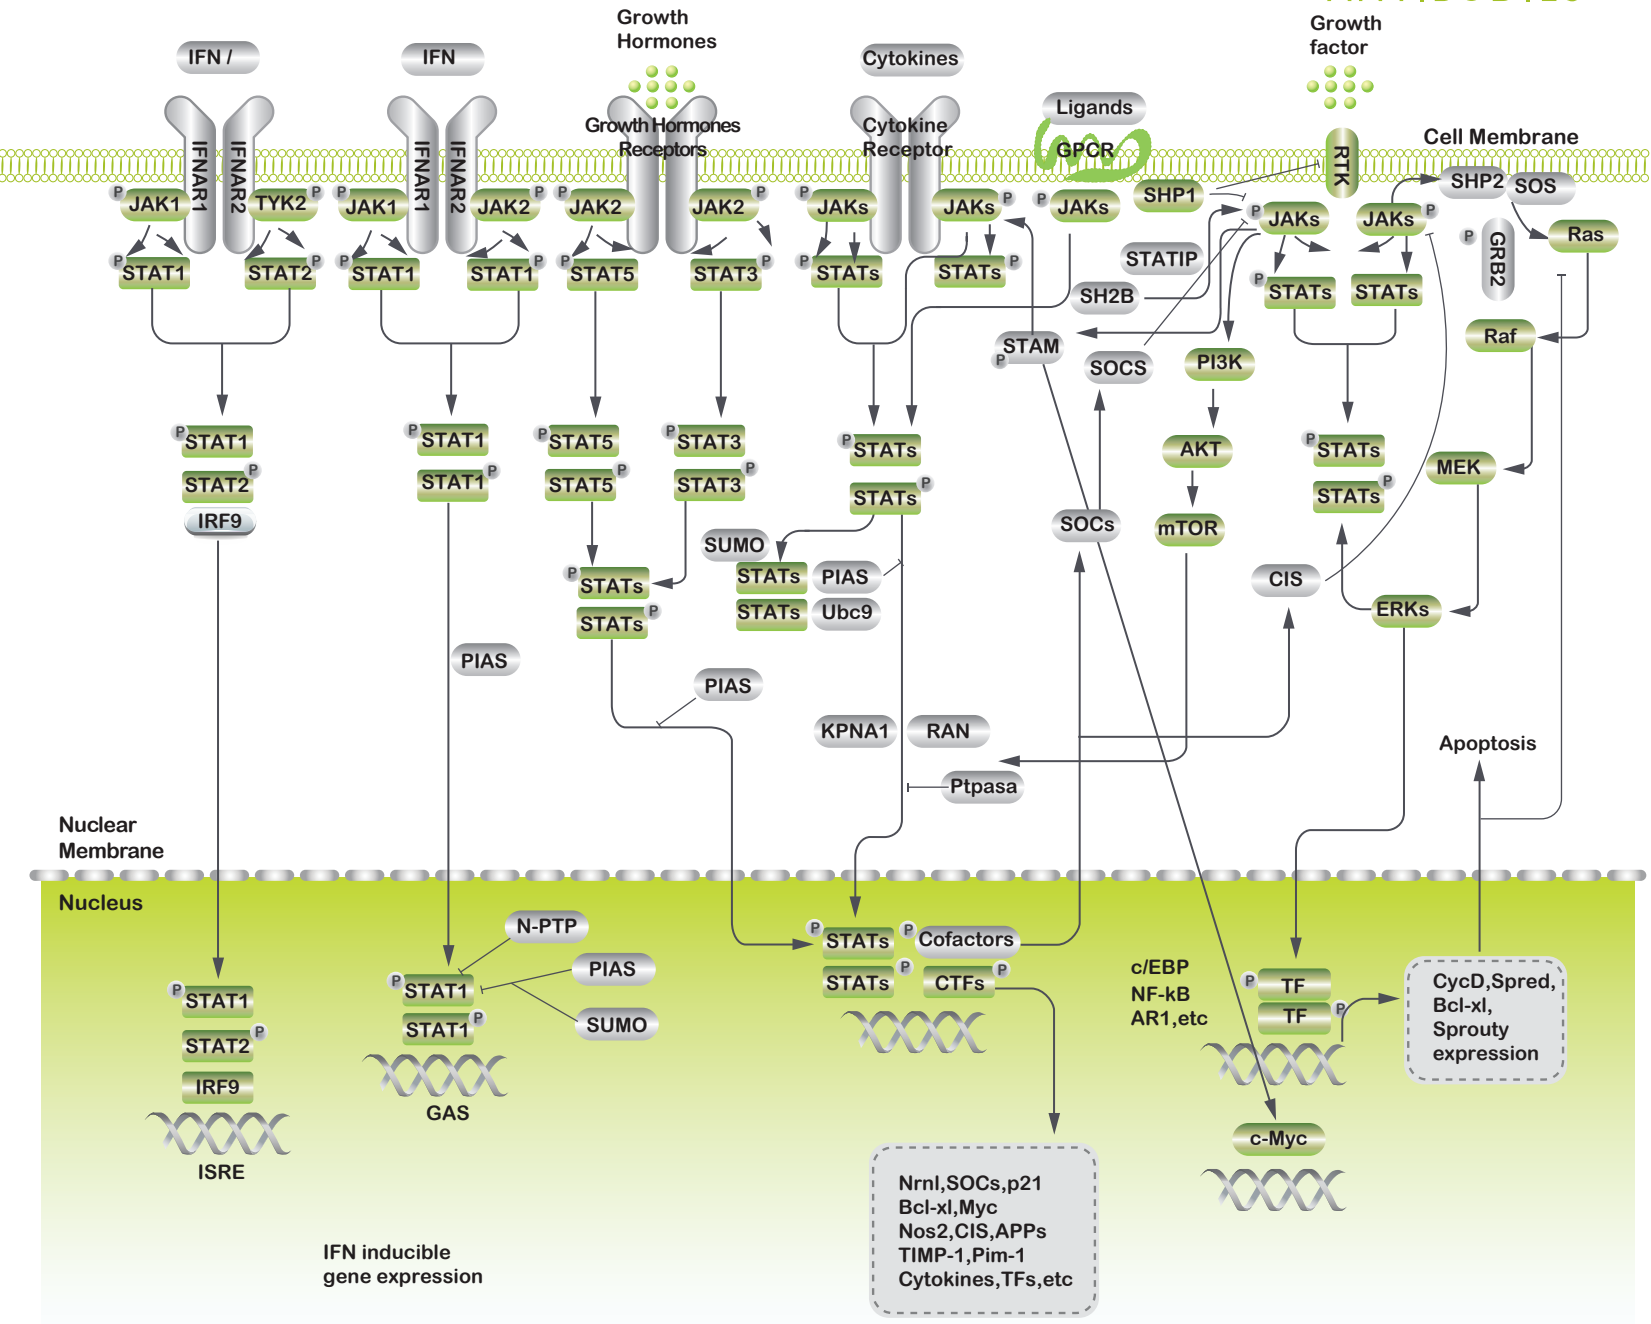 Growth
Hormones
Growth
factor
IFN /
IFN
Cytokines
Ligands
Growth Hormones
Receptors
Cytokine
Receptor
GPCR
RTK
Cell Membrane
IFNAR1
IFNAR2
IFNAR1
IFNAR2
SHP1
SHP2
SOS
P
JAK1
TYK2
P
P
JAK1
JAK2
P
P
JAK2
JAK2
P
P
JAKs
JAKs
P
P
JAKs
P
JAKs
JAKs
P
Ras
P
GRB2
STATIP
P
STAT1
STAT2
P
P
STAT1
STAT1
P
P
STAT5
STAT3
P
P
STATs
STATs
P
SH2B
P
STATs
STATs
Raf
STAM
P
SOCS
PI3K
P
STAT1
STAT2
P
IRF9
P
STAT1
STAT1
P
P
STAT5
STAT5
P
P
STAT3
STAT3
P
P
STATs
STATs
P
AKT
P
STATs
STATs
P
MEK
SOCs
mTOR
SUMO
STATs
PIAS
STATs
Ubc9
P
STATs
STATs
P
CIS
ERKs
PIAS
PIAS
KPNA1
RAN
Ptpasa
Apoptosis
Nuclear
Membrane
Nucleus
N-PTP
PIAS
SUMO
P
STATs
P
Cofactors
STATs
P
CTFs
P
c/EBP
NF-kB
AR1,etc
P
TF
TF
P
CycD,Spred,
Bcl-xl,
Sprouty
expression
P
STAT1
STAT2
P
IRF9
ISRE
P
STAT1
STAT1
P
GAS
c-Myc
Nrnl,SOCs,p21
Bcl-xl,Myc
Nos2,CIS,APPs
TIMP-1,Pim-1
Cytokines,TFs,etc
IFN inducible
gene expression